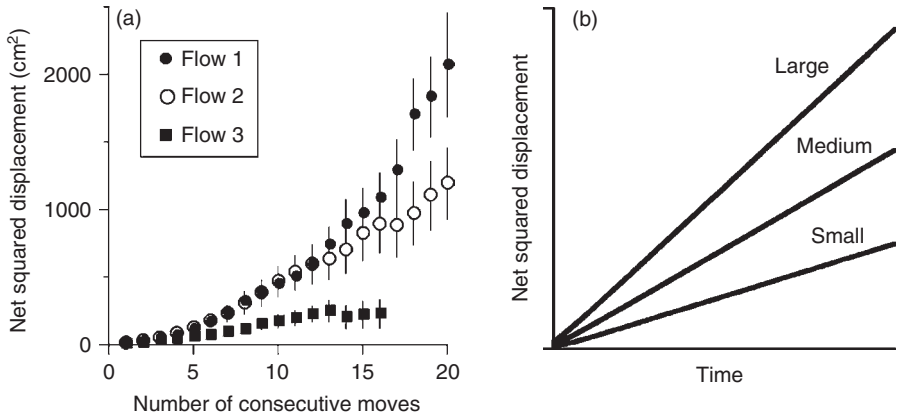 (a)
Net squared displacement (cm²)
2000
1000
0
Flow 1
Flow 2
Flow 3
0 5 10 15 20
Number of consecutive moves
(b)
Net squared displacement
Large
Medium
Small
Time